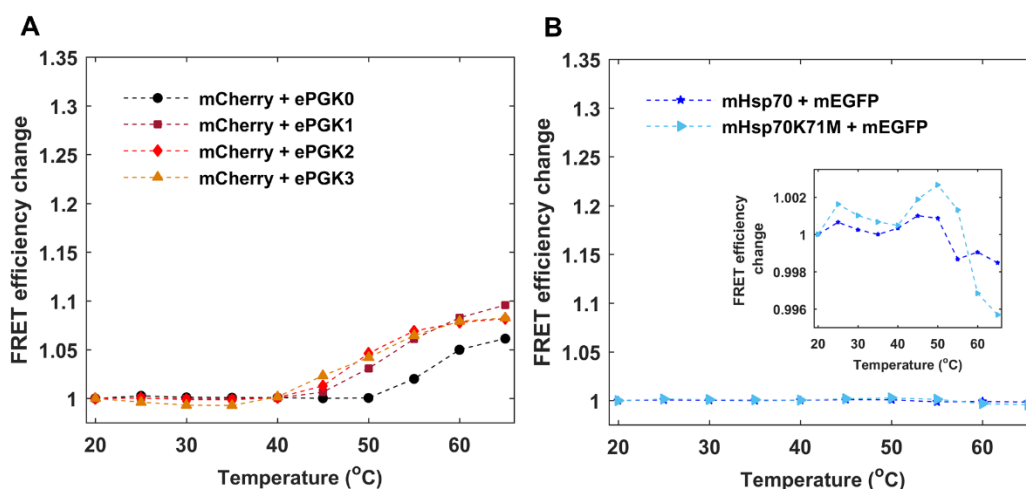 A
FRET efficiency change
1.35
1.3
1.25
1.2
1.15
1.1
1.05
1
mCherry + ePGK0
mCherry + ePGK1
mCherry + ePGK2
mCherry + ePGK3
20
30
40
50
60
Temperature (°C)
B
FRET efficiency change
1.35
1.3
1.25
1.2
1.15
1.1
1.05
1
mHsp70 + mEGFP
mHsp70K71M + mEGFP
FRET efficiency
change
1.002
1
0.998
0.996
20
30
40
50
60
Temperature (°C)
20
30
40
50
60
Temperature (°C)